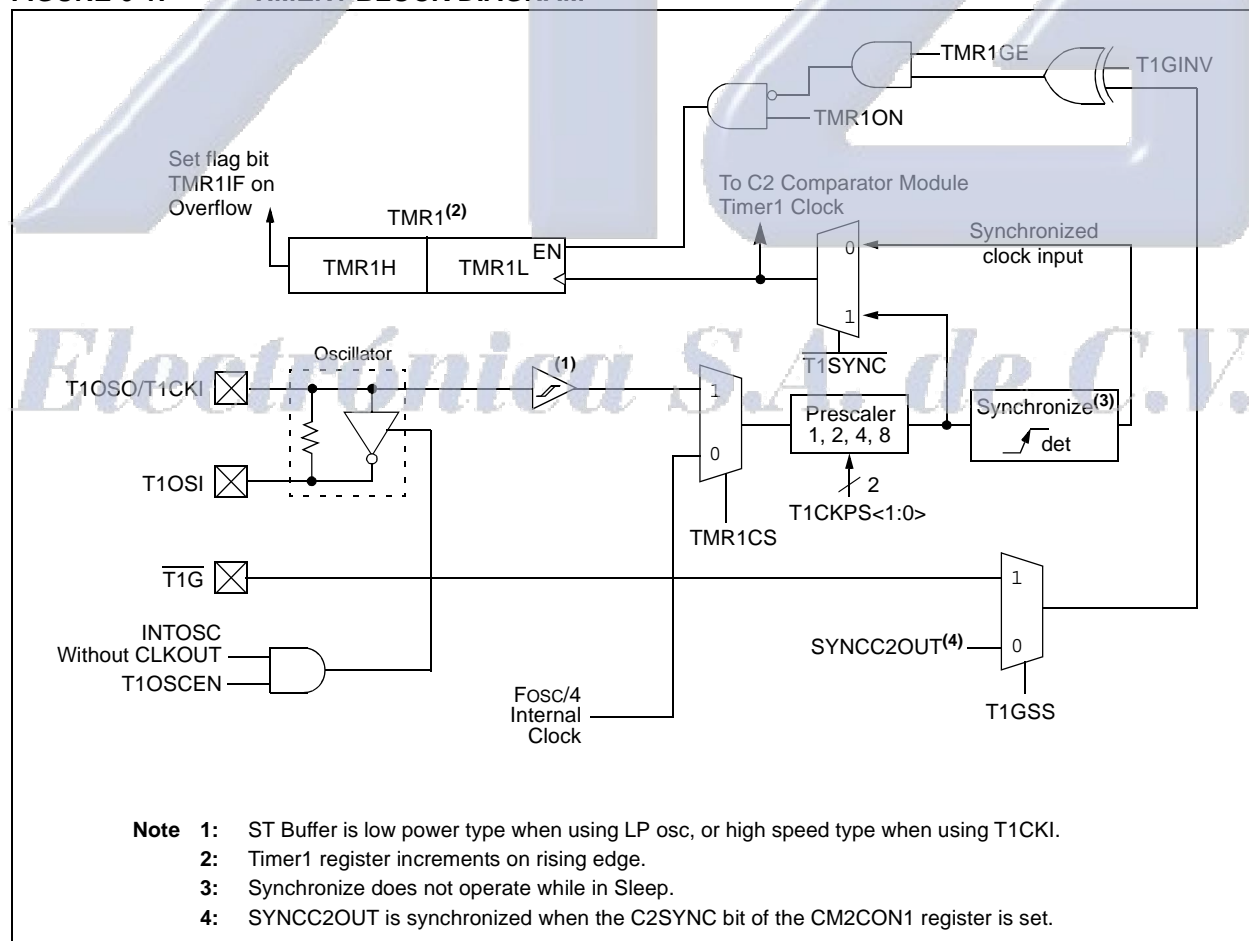 TMR1GE
T1GINV
TMR1ON
Set flag bit
TMR1IF on
Overflow
To C2 Comparator Module
Timer1 Clock
TMR1(2)
EN
TMR1H
TMR1L
0
1
Synchronized
clock input
T1SYNC
Electrónica S.A. de C.V.
Oscillator
(1)
T1OSO/T1CKI
1
0
Prescaler
1, 2, 4, 8
Synchronize(3)
det
T1OSI
2
T1CKPS<1:0>
TMR1CS
T1G
1
0
INTOSC
Without CLKOUT
T1OSCEN
SYNCC2OUT(4)
T1GSS
FOSC/4
Internal
Clock
Note 1: ST Buffer is low power type when using LP osc, or high speed type when using T1CKI.
2: Timer1 register increments on rising edge.
3: Synchronize does not operate while in Sleep.
4: SYNCC2OUT is synchronized when the C2SYNC bit of the CM2CON1 register is set.